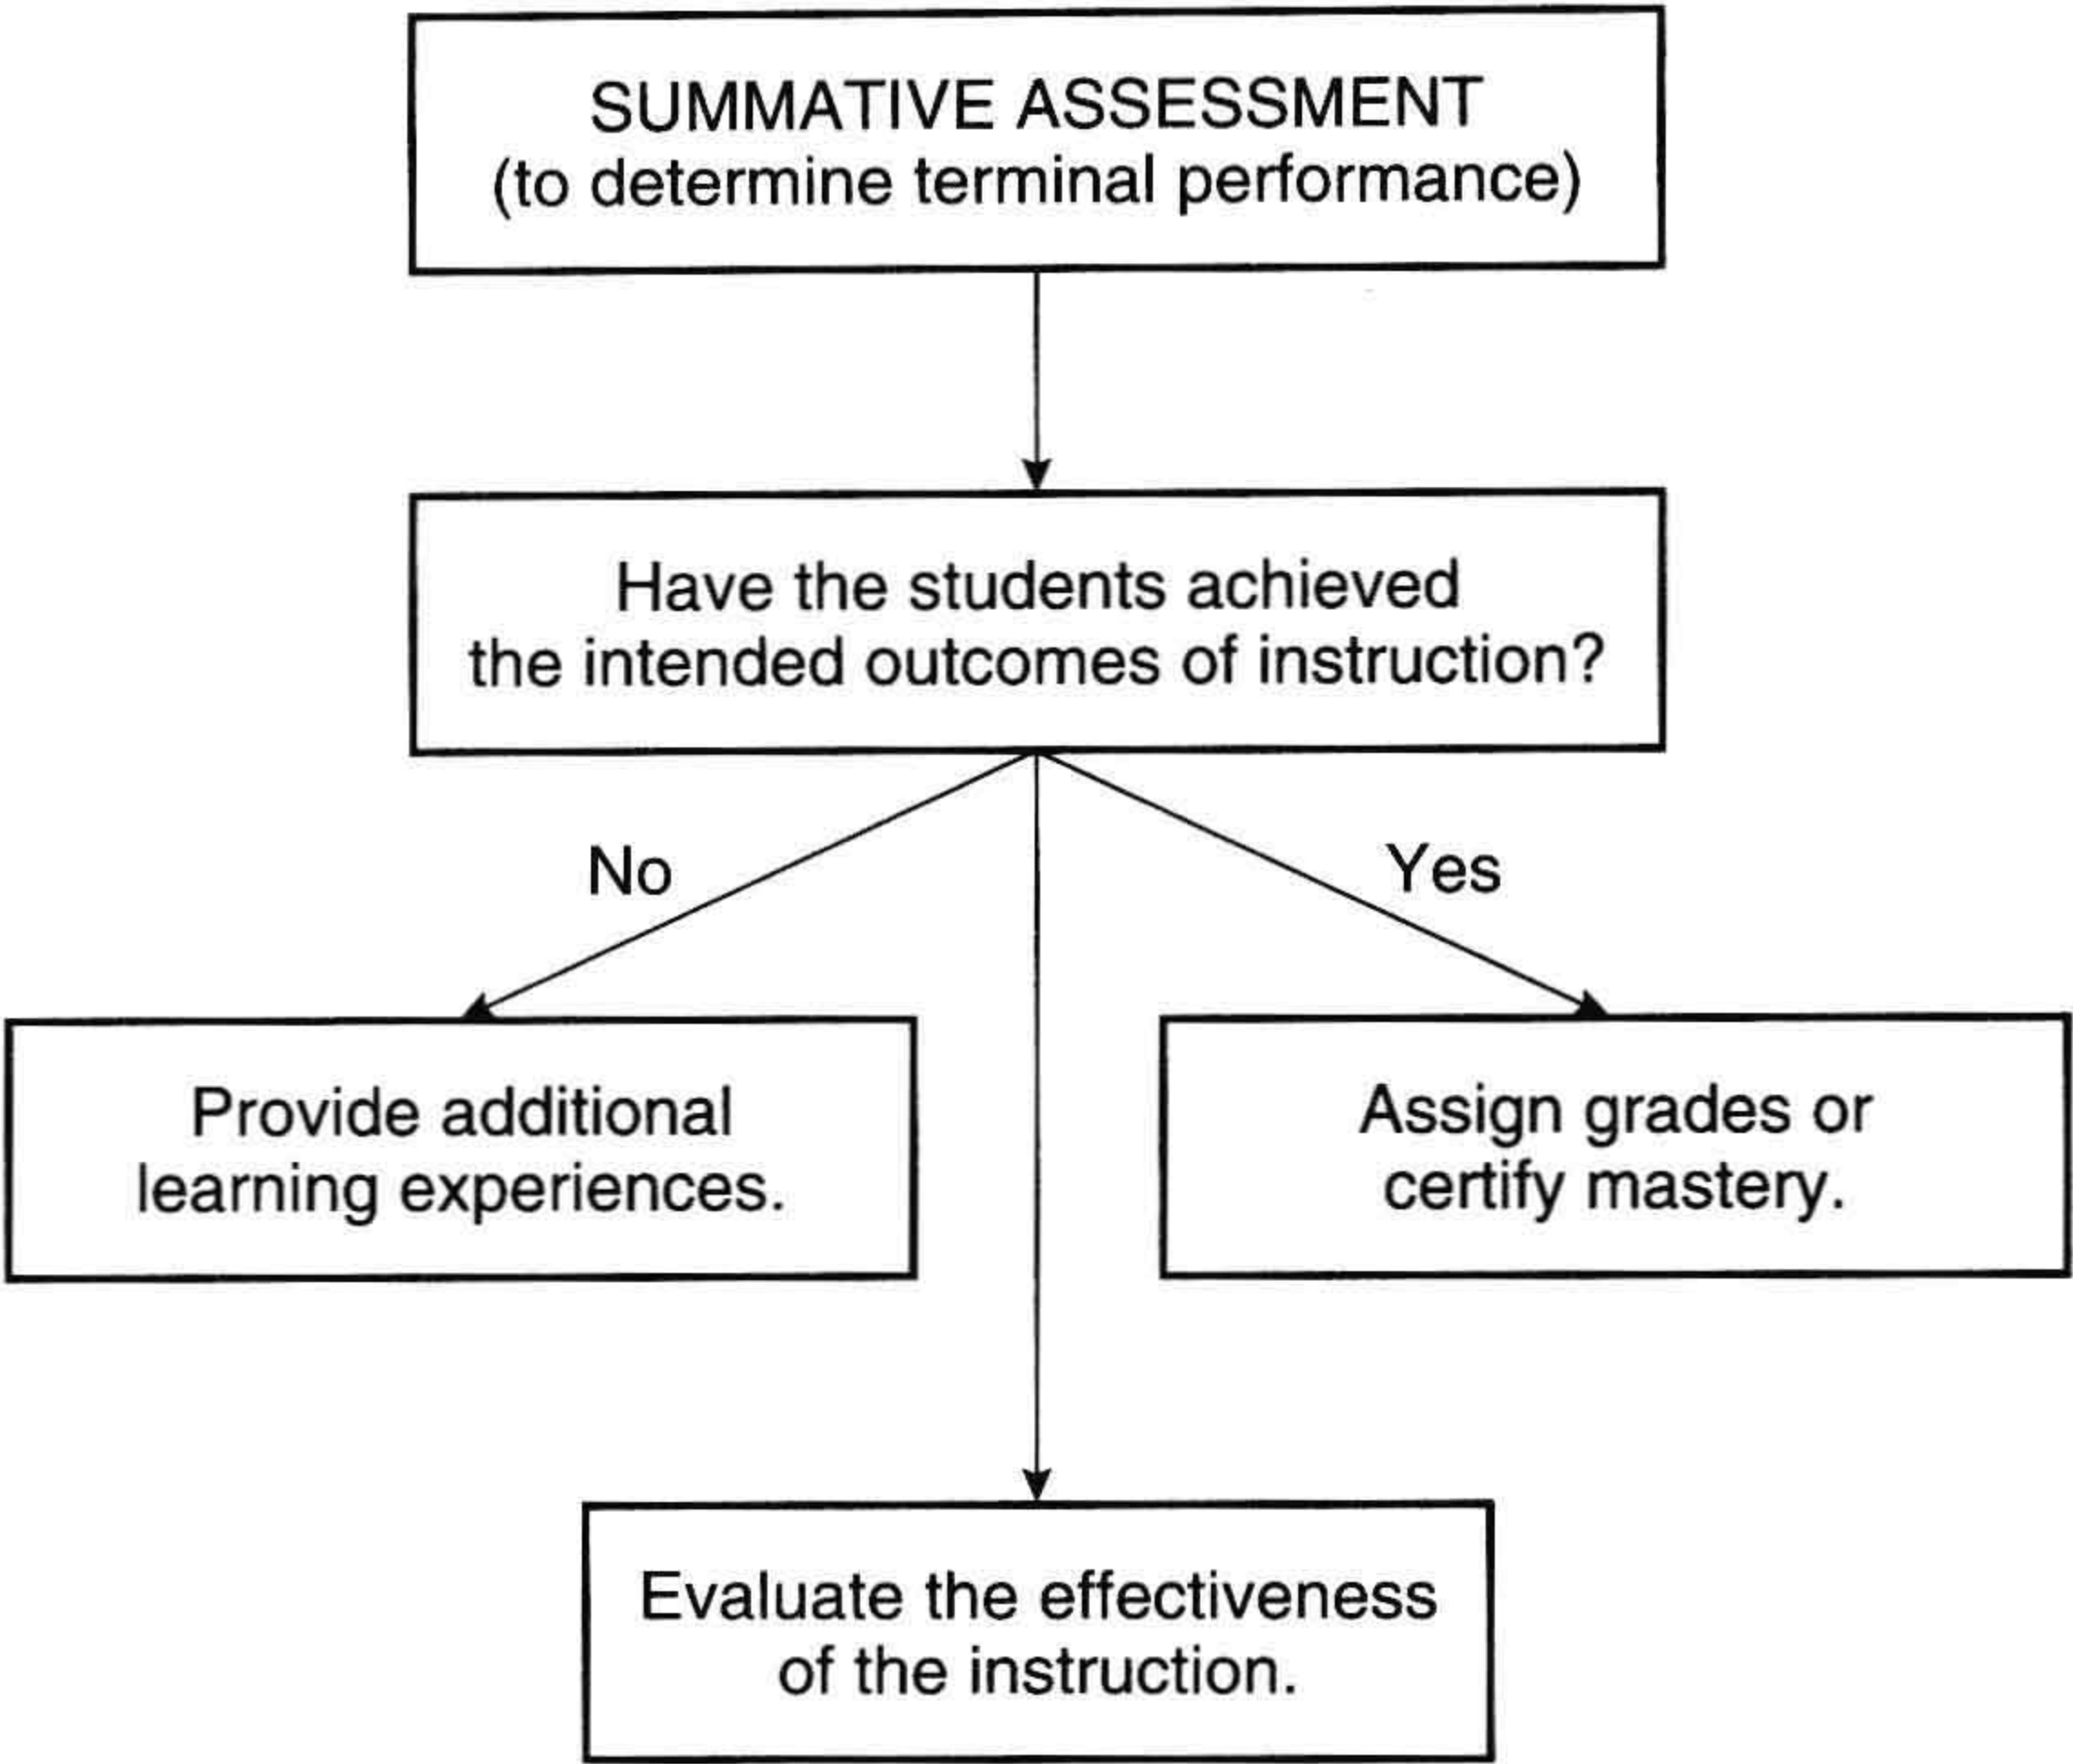 SUMMATIVE ASSESSMENT
(to determine terminal performance)
Have the students achieved
the intended outcomes of instruction?
No
Yes
Provide additional
learning experiences.
Assign grades or
certify mastery.
Evaluate the effectiveness
of the instruction.